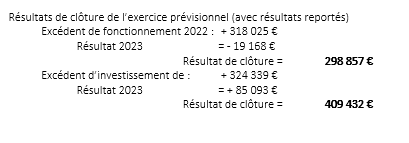 Résultats de clôture de l'exercice prévisionnel (avec résultats reportés)
Excédent de fonctionnement 2022 : + 318 025 €
Résultat 2023 = - 19 168 €
Résultat de clôture = 298 857 €
Excédent d'investissement de : + 324 339 €
Résultat 2023 = + 85 093 €
Résultat de clôture = 409 432 €